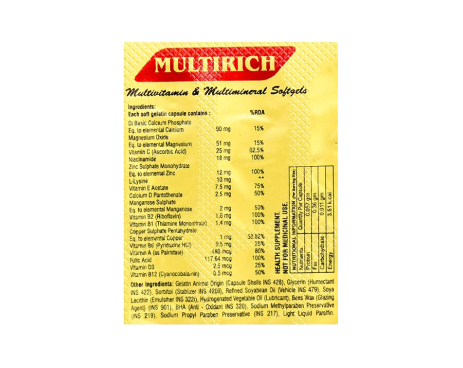 MULTIRICH
Multivitamin & Multimineral Softgels
Ingredients:
Each soft gelatin capsule contains : %RDA
Di Basic Calcium Phosphate
Eq. to elemental Calcium 90 mg 15%
Magnesium Oxide
Eq. to elemental Magnesium 51 mg 15%
Vitamin C (Ascorbic Acid) 25 mg 62.5%
Niacinamide 18 mg 100%
Zinc Sulphate Monohydrate
Eq. to elemental Zinc 12 mg 100%
L-Lysine 10 mg **
Vitamin E Acetate 7.5 mg 75%
Calcium D Pantothenate 2.5 mg 50%
Manganese Sulphate
Eq. to elemental Manganese 2 mg 50%
Vitamin B2 (Riboflavin) 1.6 mg 100%
Vitamin B1 (Thiamine Mononitrate) 1.4 mg 100%
Copper Sulphate Pentahydrate
Eq. to elemental Copper 1 mg
Vitamin B6 (Pyridoxine HCl) 25%
Vitamin A (as Palmitate) 480 mcg 80%
Folic Acid 117.64 mcg 100%
Vitamin D3 2.5 mcg 25%
Vitamin B12 (Cyanocobalamin) 0.5 mcg 50%
Other Ingredients: Gelatin Animal Origin (Capsule Shells INS 428), Glycerin (Humectant
INS 422), Sorbitol (Stablizer INS 420ii), Refined Soyabean Oil (Vehicle INS 479), Soya
Lecithin (Emulsifier INS 322i), Hydrogenated Vegetable Oil (Lubricant), Bees Wax (Glazing
Agent) (INS 901), BHA (Anti - Oxidant INS 320), Sodium Methylparaben Preservative
(INS 219), Sodium Propyl Paraben Preservative (INS 217), Light Liquid Paraffin.
HEALTH SUPPLEMENT.
NOT FOR MEDICINAL USE.
NUTRITIONAL INFORMATION
Nutrients Quantity Per Capsule
Protein
Fat 0.36 gm
Carbohydrate
Energy